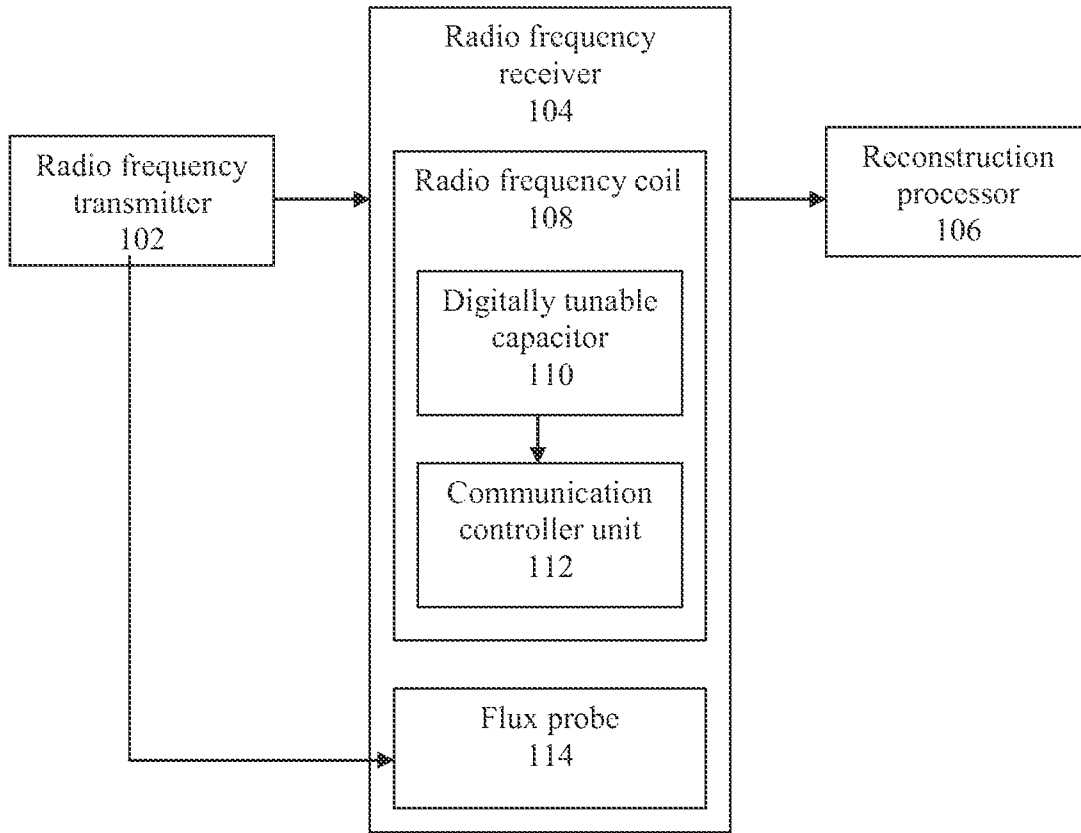 Radio frequency
receiver
104
Radio frequency
transmitter
102
Radio frequency coil
108
Digitally tunable
capacitor
110
Communication
controller unit
112
Flux probe
114
Reconstruction
processor
106